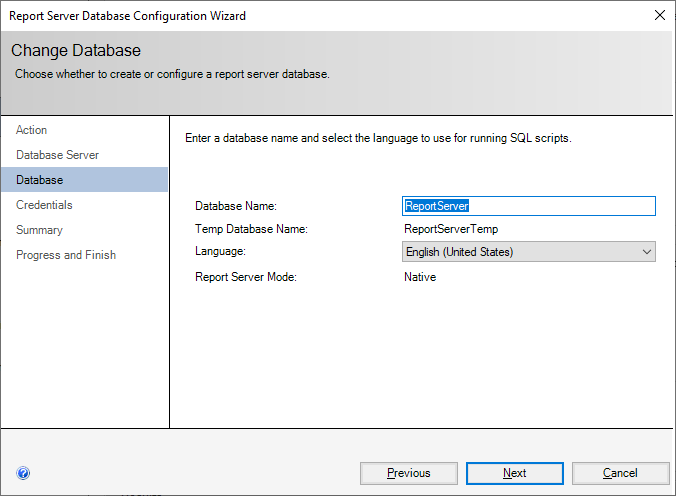 Report Server Database Configuration Wizard
Change Database
Choose whether to create or configure a report server database.
Action
Database Server
Database
Credentials
Summary
Progress and Finish
Enter a database name and select the language to use for running SQL scripts.
Database Name: ReportServer
Temp Database Name: ReportServerTemp
Language: English (United States)
Report Server Mode: Native
?
Previous
Next
Cancel